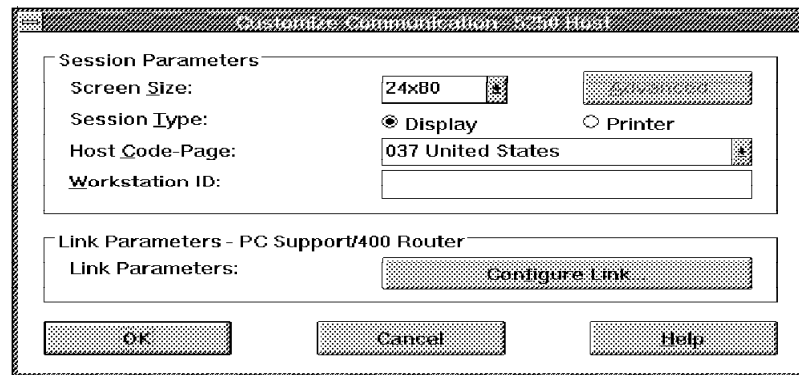 Customize Communication - 5250 Host
Session Parameters
Screen Size: 24x80 Advanced...
Session Type: Display Printer
Host Code-Page: 037 United States
Workstation ID:
Link Parameters - PC Support/400 Router
Link Parameters: Configure Link...
OK Cancel Help